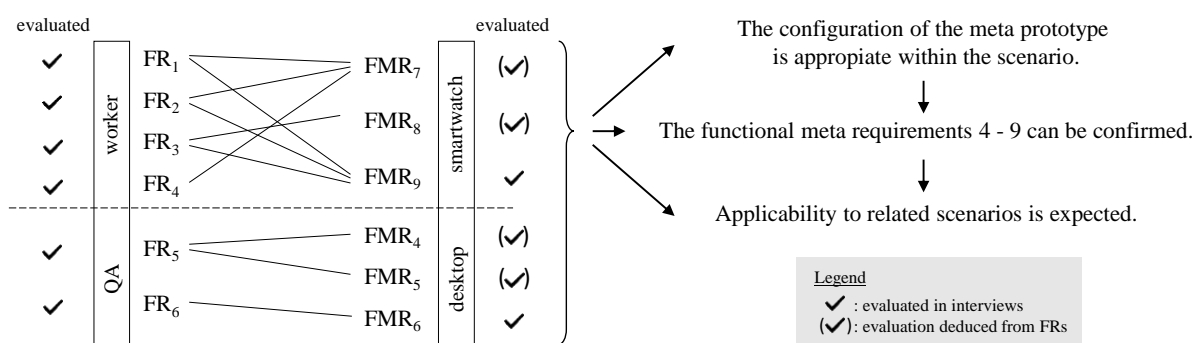 evaluated
evaluated
worker
smartwatch
FR1
FMR7
(✓)
FR2
FMR8
(✓)
FR3
FR4
FMR9
QA
desktop
FR5
FMR4
(✓)
FMR5
(✓)
FR6
FMR6
The configuration of the meta prototype
is appropiate within the scenario.
The functional meta requirements 4 - 9 can be confirmed.
Applicability to related scenarios is expected.
Legend
✓ : evaluated in interviews
(✓) : evaluation deduced from FRs